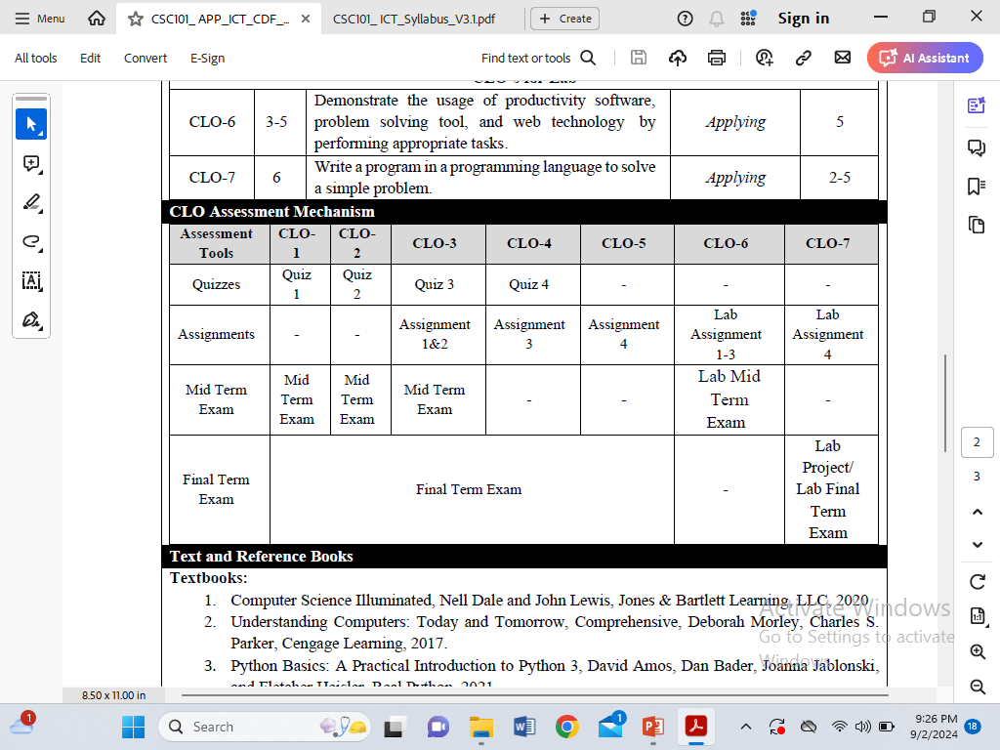 Menu
CSC101_ APP_ICT_CDF_...
CSC101_ ICT_Syllabus_V3.1.pdf
Create
Sign in
All tools
Edit
Convert
E-Sign
Find text or tools
AI Assistant
CLO-6
3-5
Demonstrate the usage of productivity software,
problem solving tool, and web technology by
performing appropriate tasks.
Applying
5
CLO-7
6
Write a program in a programming language to solve
a simple problem.
Applying
2-5
CLO Assessment Mechanism
Assessment
Tools
CLO-
1
CLO-
2
CLO-3
CLO-4
CLO-5
CLO-6
CLO-7
Quizzes
Quiz
1
Quiz
2
Quiz 3
Quiz 4
-
-
-
Assignments
-
-
Assignment
1&2
Assignment
3
Assignment
4
Lab
Assignment
1-3
Lab
Assignment
4
Mid Term
Exam
Mid
Term
Exam
Mid
Term
Exam
Mid Term
Exam
-
-
Lab Mid
Term
Exam
-
Final Term
Exam
Final Term Exam
-
Lab
Project/
Lab Final
Term
Exam
Text and Reference Books
Textbooks:
1. Computer Science Illuminated, Nell Dale and John Lewis, Jones & Bartlett Learning, LLC, 2020
2. Understanding Computers: Today and Tomorrow, Comprehensive, Deborah Morley, Charles S.
Parker, Cengage Learning, 2017.
3. Python Basics: A Practical Introduction to Python 3, David Amos, Dan Bader, Joanna Jablonski,
Activate Windows
Go to Settings to activate
Windows.
2
3
1:1
8.50 x 11.00 in
1
Search
1
9:26 PM
9/2/2024
18